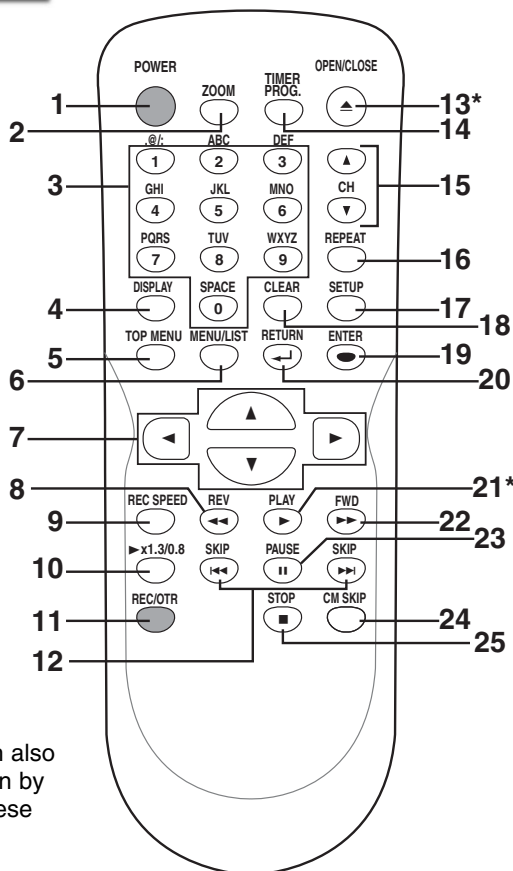 POWER
ZOOM
TIMER
PROG.
OPEN/CLOSE
1
2
13*
14
.@/:
ABC
DEF
1
2
3
3
15
CH
GHI
JKL
MNO
4
5
6
PQRS
TUV
WXYZ
REPEAT
7
8
9
16
DISPLAY
SPACE
CLEAR
SETUP
4
0
17
18
TOP MENU
MENU/LIST
RETURN
ENTER
5
19
6
20
7
8
REC SPEED
REV
PLAY
FWD
21*
9
22
23
x1.3/0.8
SKIP
PAUSE
SKIP
10
REC/OTR
STOP
CM SKIP
11
24
12
25
also
n by
ese